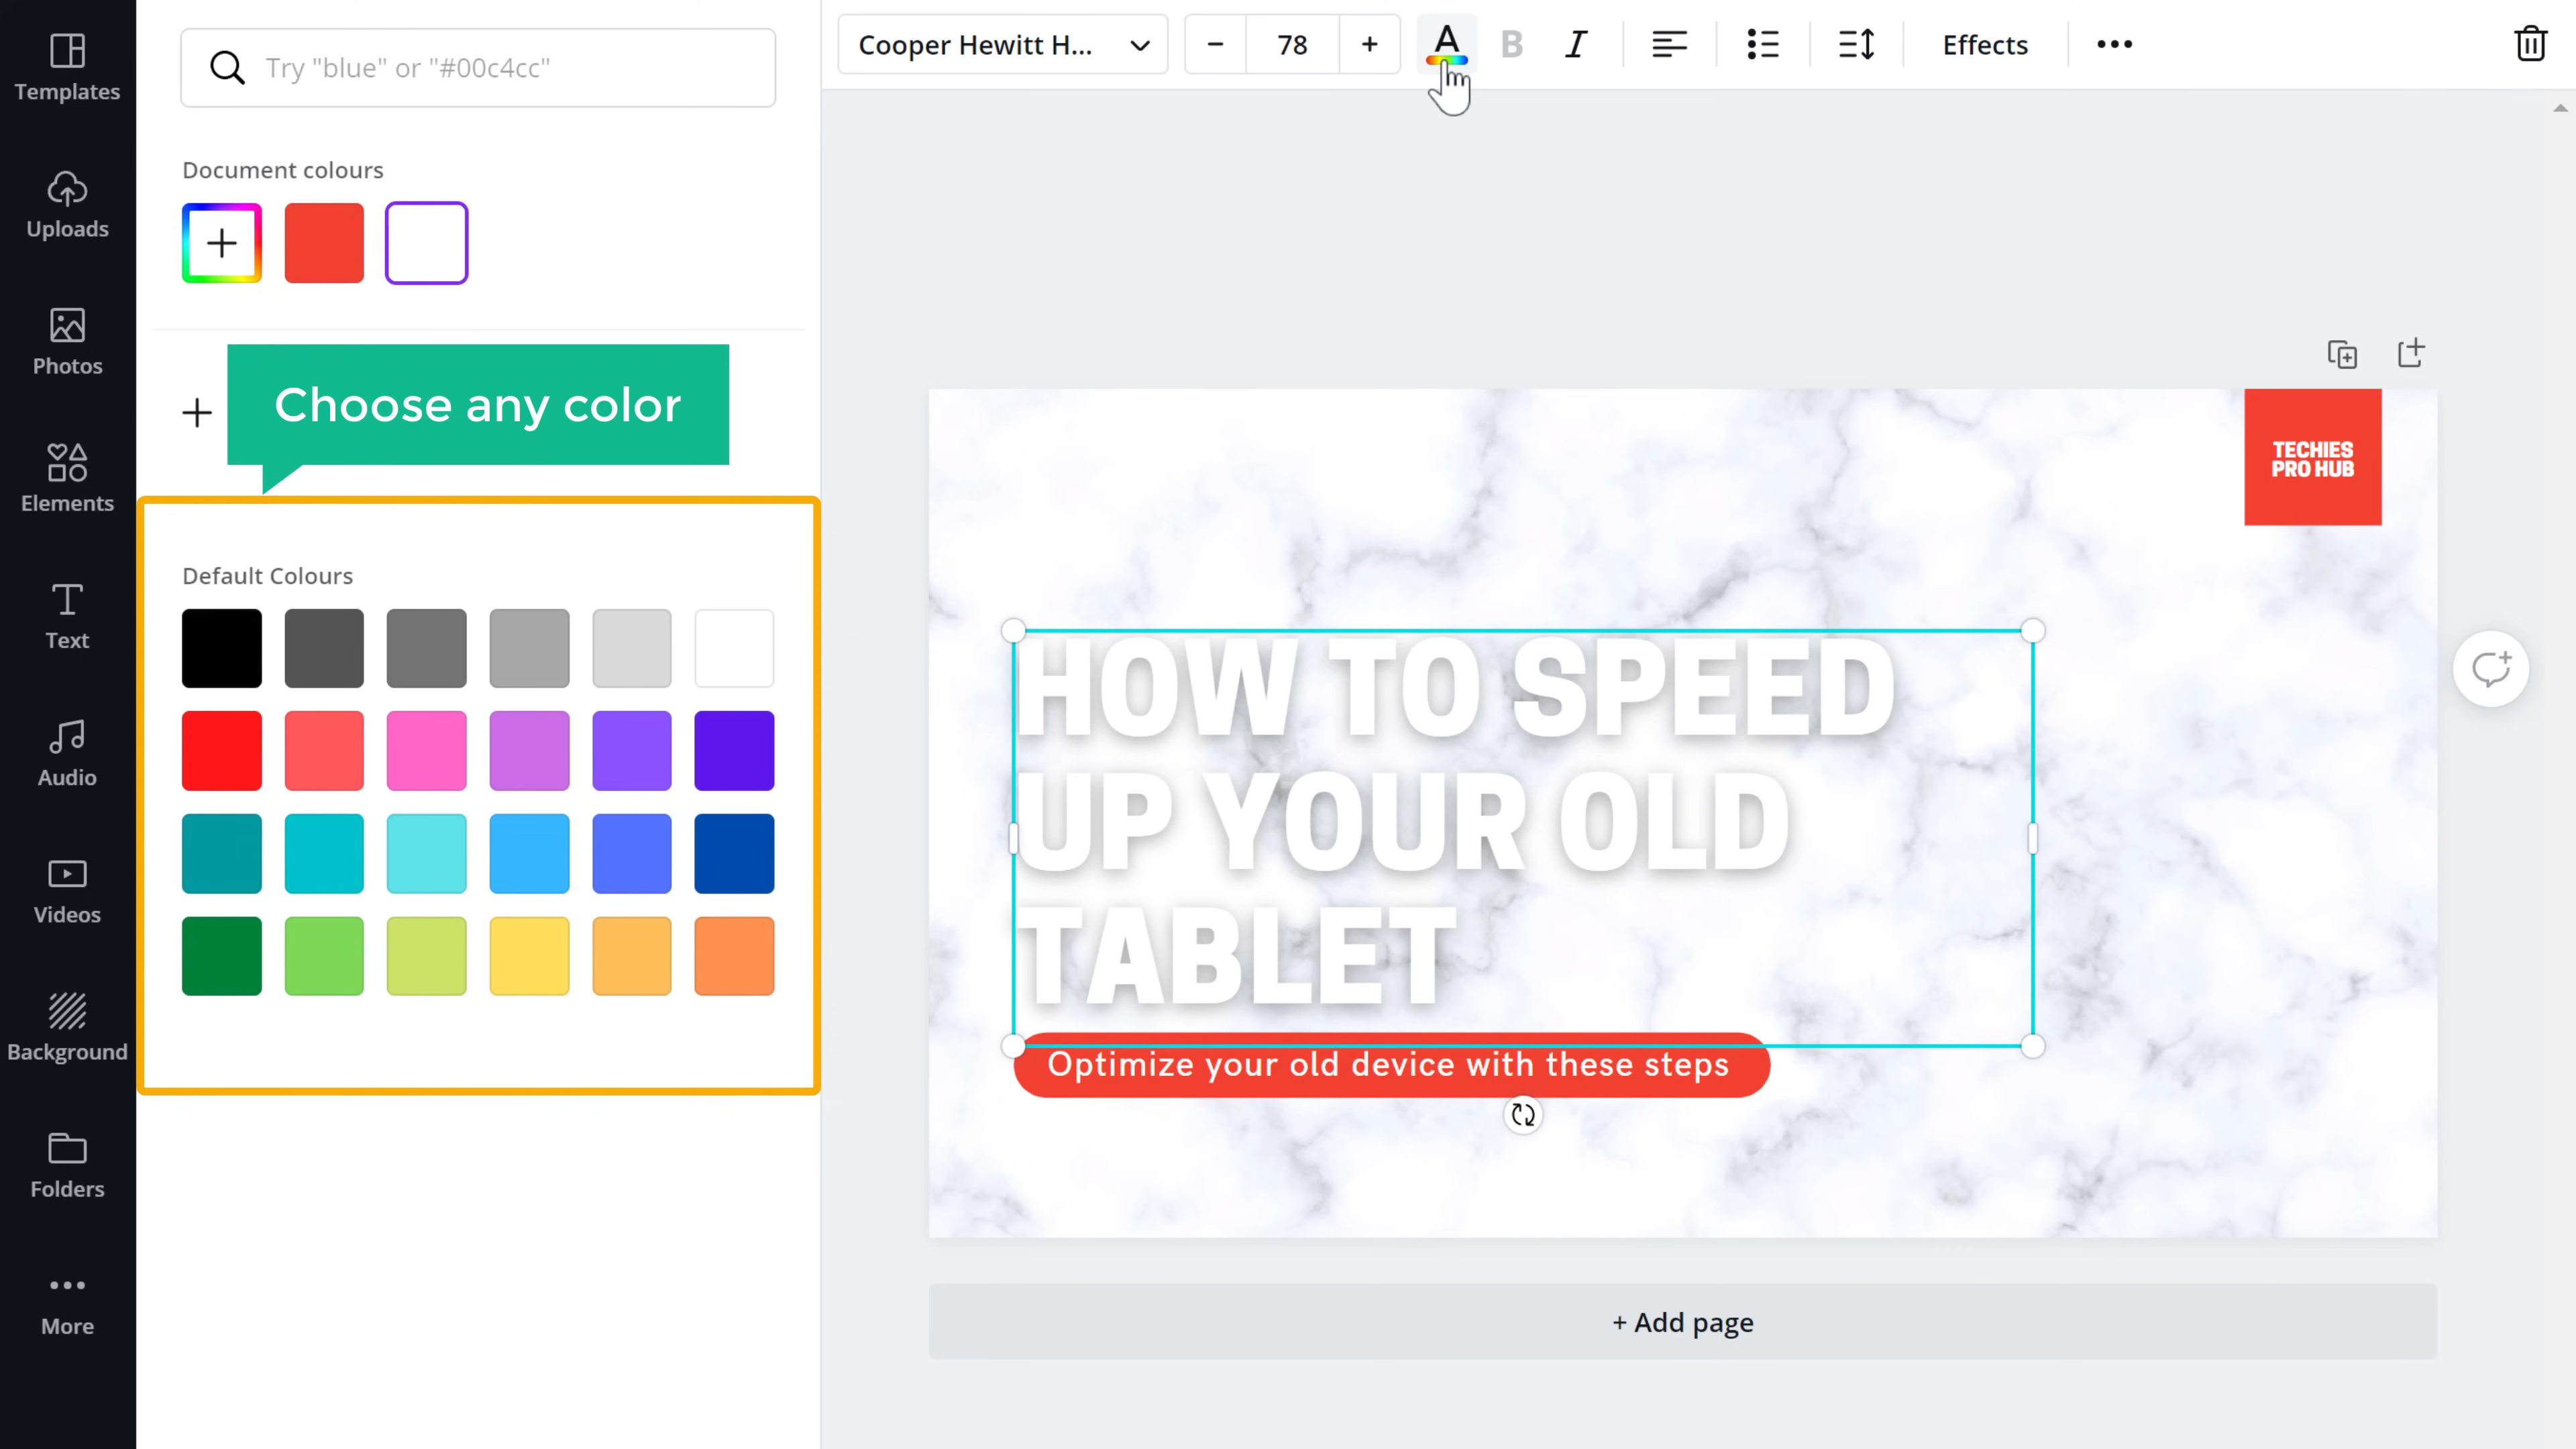 Templates
Uploads
Photos
Elements
Text
Audio
Videos
Background
Folders
More
Try "blue" or "#00c4cc"
Document colours
Choose any color
Default Colours
Cooper Hewitt H...
78
A
B
I
Effects
TECHIES
PRO HUB
HOW TO SPEED
UP YOUR OLD
TABLET
Optimize your old device with these steps
+ Add page